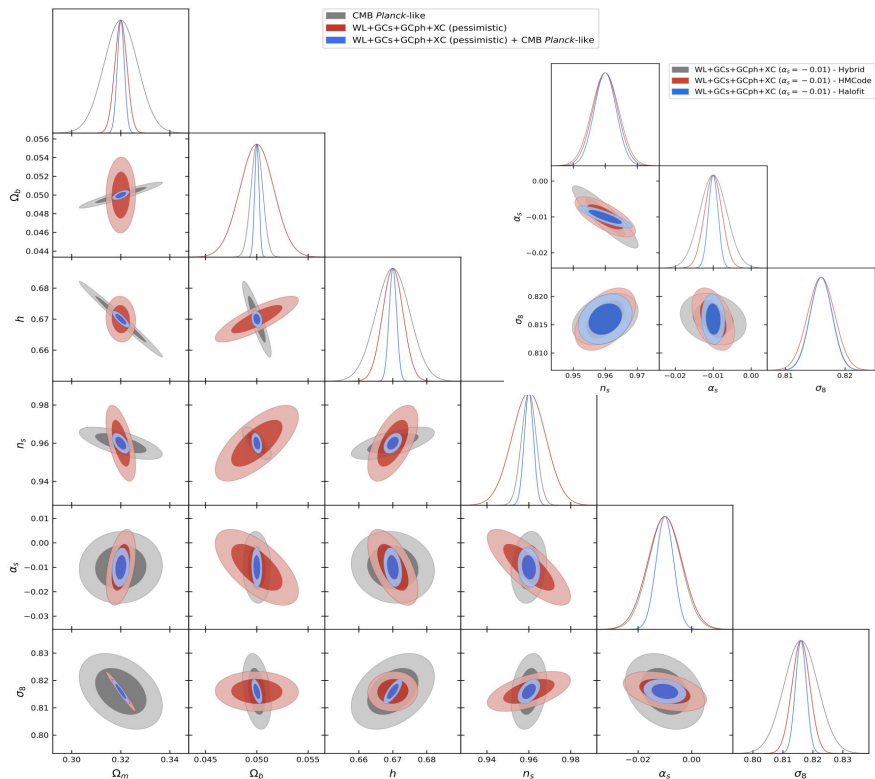 CMB Planck-like
WL+GCs+GCph+XC (pessimistic)
WL+GCs+GCph+XC (pessimistic) + CMB Planck-like
WL+GCs+GCph+XC (αs = −0.01) - Hybrid
WL+GCs+GCph+XC (αs = −0.01) - HMCode
WL+GCs+GCph+XC (αs = −0.01) - Halofit
0.056
0.053
0.050
0.047
0.044
Ωb
0.68
0.67
0.66
h
0.98
0.96
0.94
ns
0.01
0.00
−0.01
−0.02
−0.03
αs
0.83
0.82
0.81
0.80
σ8
0.30 0.32 0.34
Ωm
0.045 0.050 0.055
Ωb
0.66 0.67 0.68
h
0.94 0.96 0.98
ns
−0.02 0.00
αs
0.80 0.81 0.82 0.83
σ8
0.00
−0.01
−0.02
αs
0.820
0.815
0.810
σ8
0.95 0.96 0.97
ns
−0.02 −0.01 0.00
αs
0.81 0.82
σ8